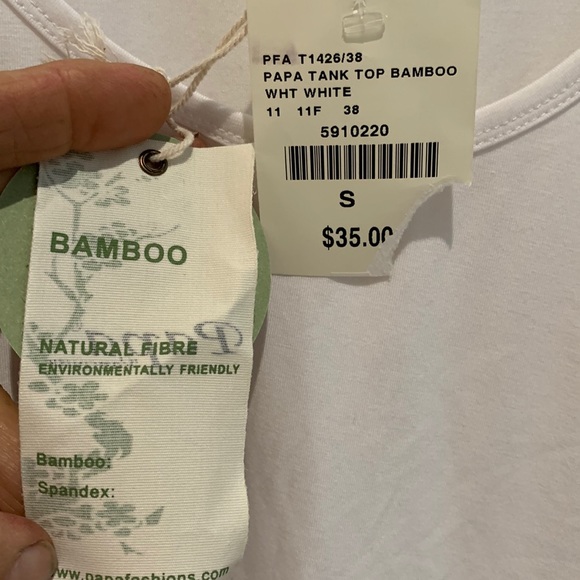 PFA T1426/38
PAPA TANK TOP BAMBOO
WHT WHITE
11 11F 38
5910220
S
$35.00
BAMBOO
Papa
NATURAL FIBRE
ENVIRONMENTALLY FRIENDLY
Bamboo:
Spandex:
www.papafashions.com